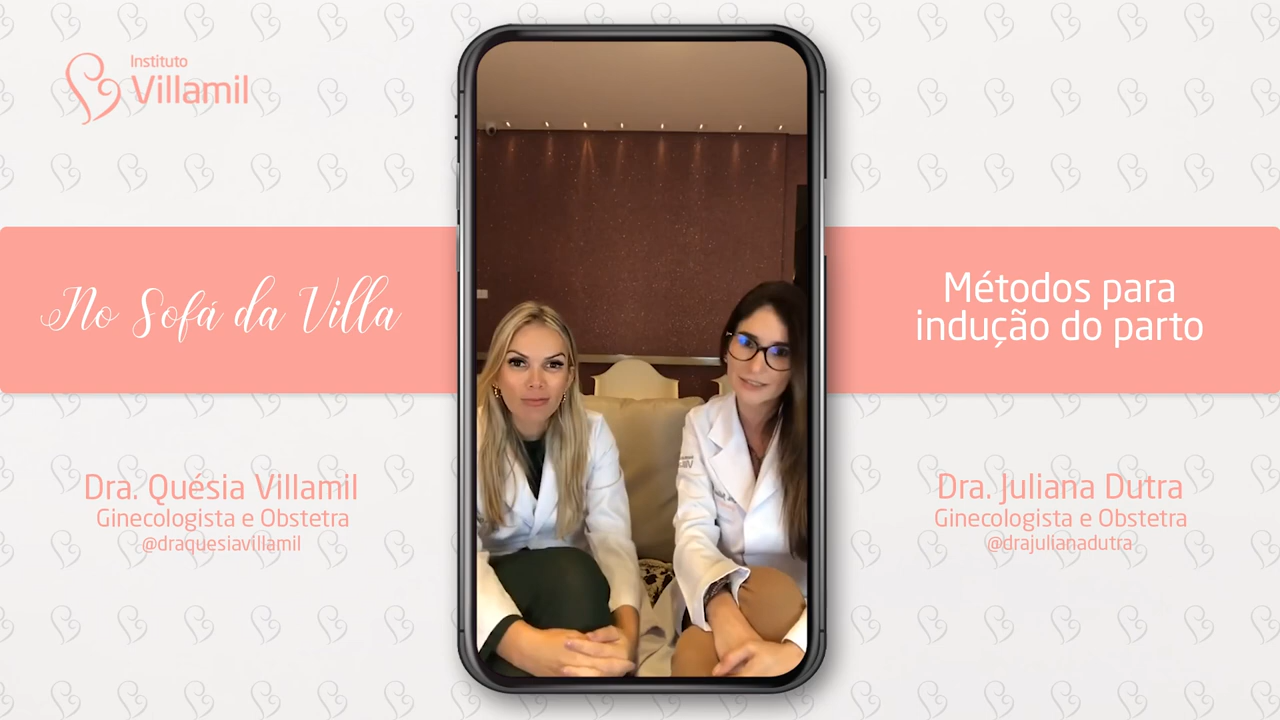 Instituto
Villamil
No Sofá da Villa
Métodos para
indução do parto
Dra. Quésia Villamil
Ginecologista e Obstetra
@draquesiavillamil
Dra. Juliana Dutra
Ginecologista e Obstetra
@drajulianadutra